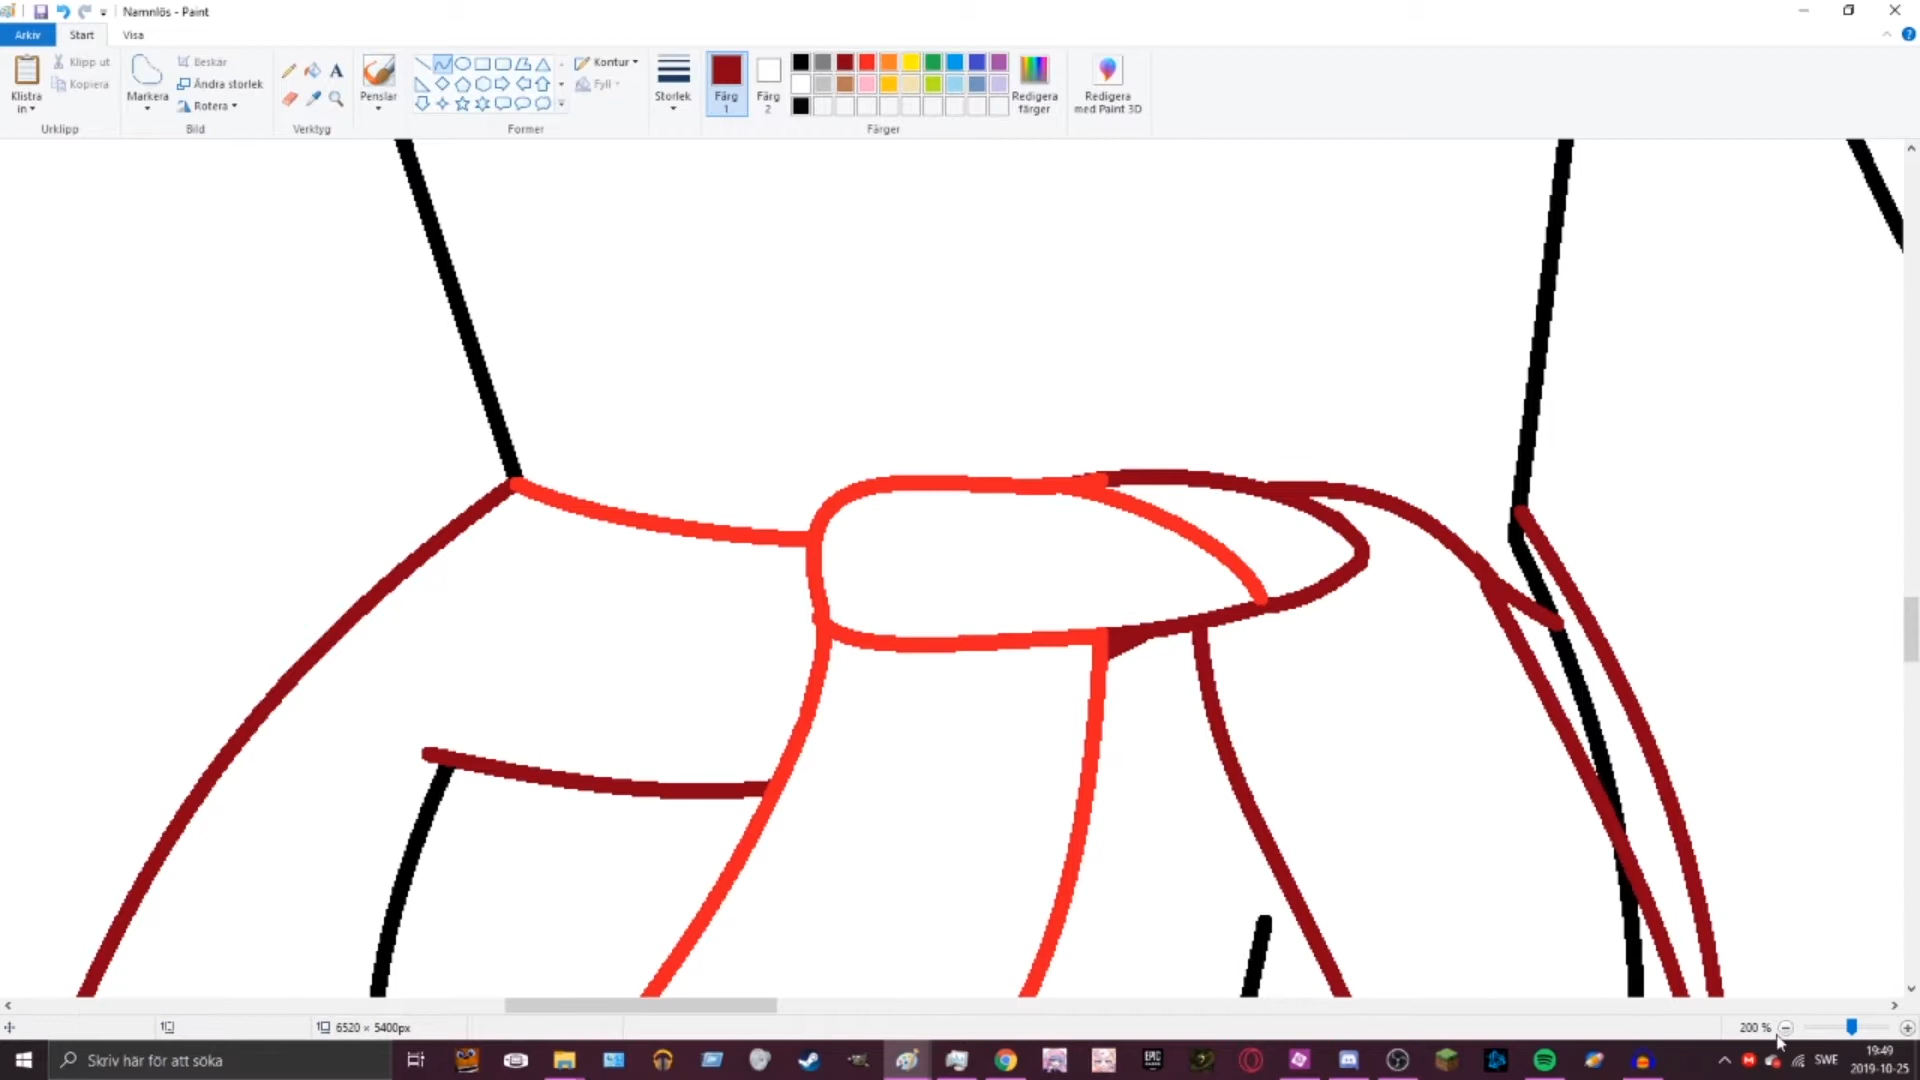 Namnlös - Paint
Arkiv Start Visa
Klistra in
Klipp ut
Kopiera
Urklipp
Markera
Beskär
Ändra storlek
Rotera
Bild
A
Verktyg
Penslar
Kontur
Fyll
Former
Storlek
Färg 1
Färg 2
Redigera färger
Färger
Redigera med Paint 3D
6520 × 5400px
200 %
Skriv här för att söka
EPIC
SWE
19:49
2019-10-25